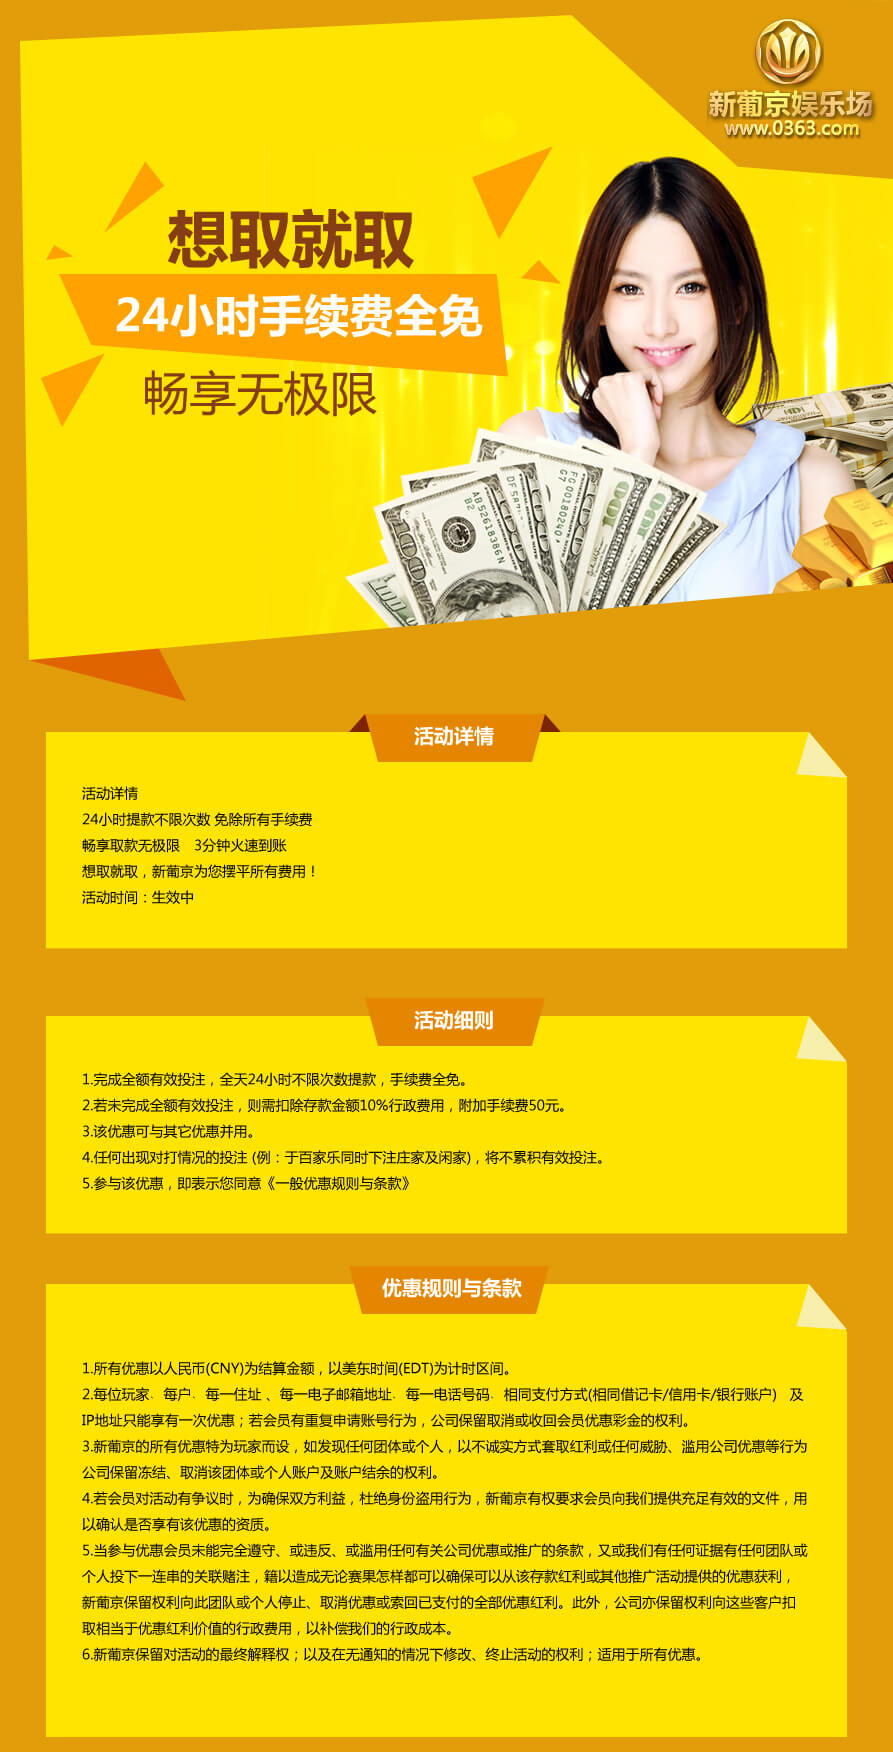 新葡京娱乐场
www.0363.com
想取就取
24小时手续费全免
畅享无极限
AB52618386N
B2
FG00180240A
G7
100
活动详情
活动详情
24小时提款不限次数 免除所有手续费
畅享取款无极限 3分钟火速到账
想取就取，新葡京为您摆平所有费用！
活动时间：生效中
活动细则
1.完成全额有效投注，全天24小时不限次数提款，手续费全免。
2.若未完成全额有效投注，则需扣除存款金额10%行政费用，附加手续费50元。
3.该优惠可与其它优惠并用。
4.任何出现对打情况的投注 (例：于百家乐同时下注庄家及闲家)，将不累积有效投注。
5.参与该优惠，即表示您同意《一般优惠规则与条款》
优惠规则与条款
1.所有优惠以人民币(CNY)为结算金额，以美东时间(EDT)为计时区间。
2.每位玩家、每户、每一住址 、每一电子邮箱地址、每一电话号码、相同支付方式(相同借记卡/信用卡/银行账户) 及
IP地址只能享有一次优惠；若会员有重复申请账号行为，公司保留取消或收回会员优惠彩金的权利。
3.新葡京的所有优惠特为玩家而设，如发现任何团体或个人，以不诚实方式套取红利或任何威胁、滥用公司优惠等行为
公司保留冻结、取消该团体或个人账户及账户结余的权利。
4.若会员对活动有争议时，为确保双方利益，杜绝身份盗用行为，新葡京有权要求会员向我们提供充足有效的文件，用
以确认是否享有该优惠的资质。
5.当参与优惠会员未能完全遵守、或违反、或滥用任何有关公司优惠或推广的条款，又或我们有任何证据有任何团队或
个人投下一连串的关联赌注，籍以造成无论赛果怎样都可以确保可以从该存款红利或其他推广活动提供的优惠获利，
新葡京保留权利向此团队或个人停止、取消优惠或索回已支付的全部优惠红利。此外，公司亦保留权利向这些客户扣
取相当于优惠红利价值的行政费用，以补偿我们的行政成本。
6.新葡京保留对活动的最终解释权；以及在无通知的情况下修改、终止活动的权利；适用于所有优惠。